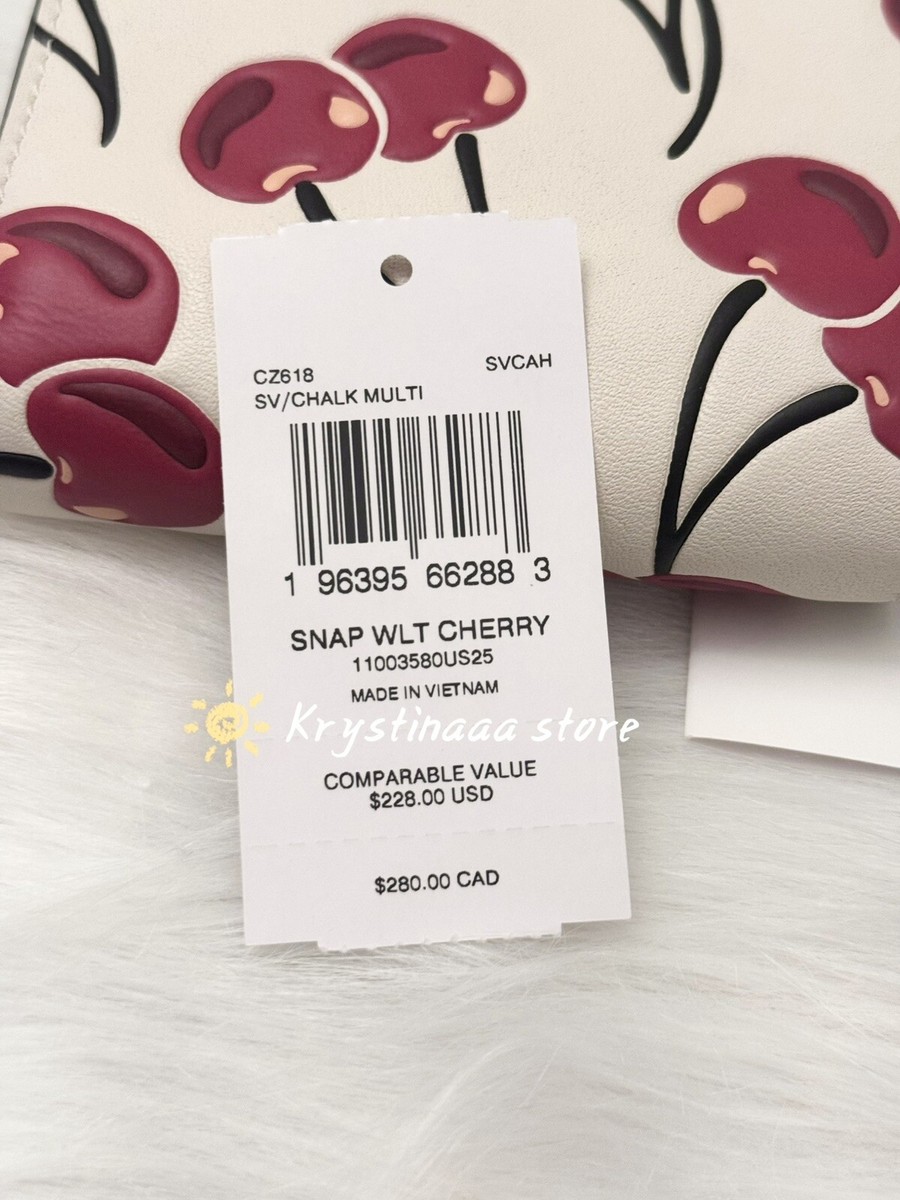 CZ618 SVCAH
SV/CHALK MULTI
1 96395 66288 3
SNAP WLT CHERRY
11003580US25
MADE IN VIETNAM
Krystinaaa store
COMPARABLE VALUE
$228.00 USD
$280.00 CAD